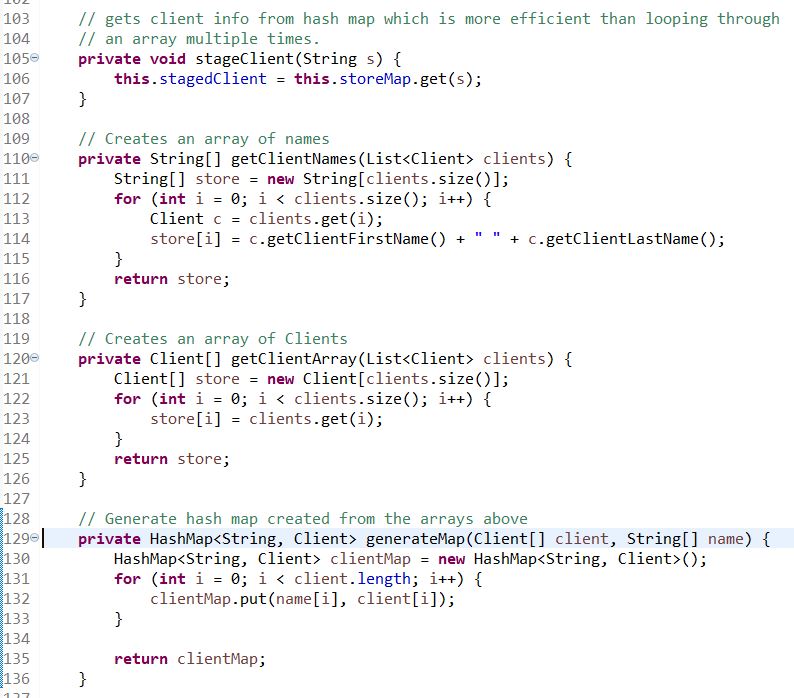 103 // gets client info from hash map which is more efficient than looping through
104 // an array multiple times.
105 private void stageClient(String s) {
106 this.stagedClient = this.storeMap.get(s);
107 }
108
109 // Creates an array of names
110 private String[] getClientNames(List<Client> clients) {
111 String[] store = new String[clients.size()];
112 for (int i = 0; i < clients.size(); i++) {
113 Client c = clients.get(i);
114 store[i] = c.getClientFirstName() + " " + c.getClientLastName();
115 }
116 return store;
117 }
118
119 // Creates an array of Clients
120 private Client[] getClientArray(List<Client> clients) {
121 Client[] store = new Client[clients.size()];
122 for (int i = 0; i < clients.size(); i++) {
123 store[i] = clients.get(i);
124 }
125 return store;
126 }
127
128 // Generate hash map created from the arrays above
129 private HashMap<String, Client> generateMap(Client[] client, String[] name) {
130 HashMap<String, Client> clientMap = new HashMap<String, Client>();
131 for (int i = 0; i < client.length; i++) {
132 clientMap.put(name[i], client[i]);
133 }
134
135 return clientMap;
136 }